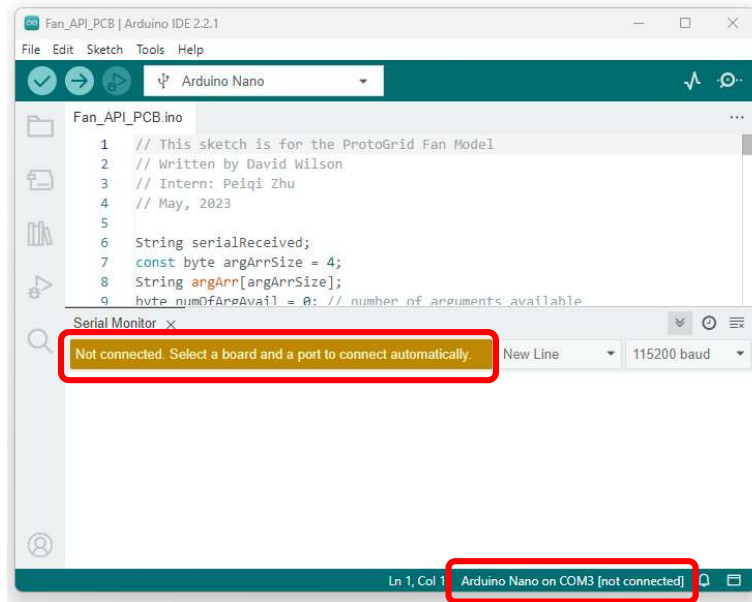 Fan_API_PCB | Arduino IDE 2.2.1
File Edit Sketch Tools Help
Arduino Nano
Fan_API_PCB.ino
1 // This sketch is for the ProtoGrid Fan Model
2 // Written by David Wilson
3 // Intern: Peiqi Zhu
4 // May, 2023
5
6 String serialReceived;
7 const byte argArrSize = 4;
8 String argArr[argArrSize];
9 byte numOfArgAvail = 0; // number of arguments available
Serial Monitor
Not connected. Select a board and a port to connect automatically. New Line 115200 baud
Ln 1, Col 1 Arduino Nano on COM3 [not connected]